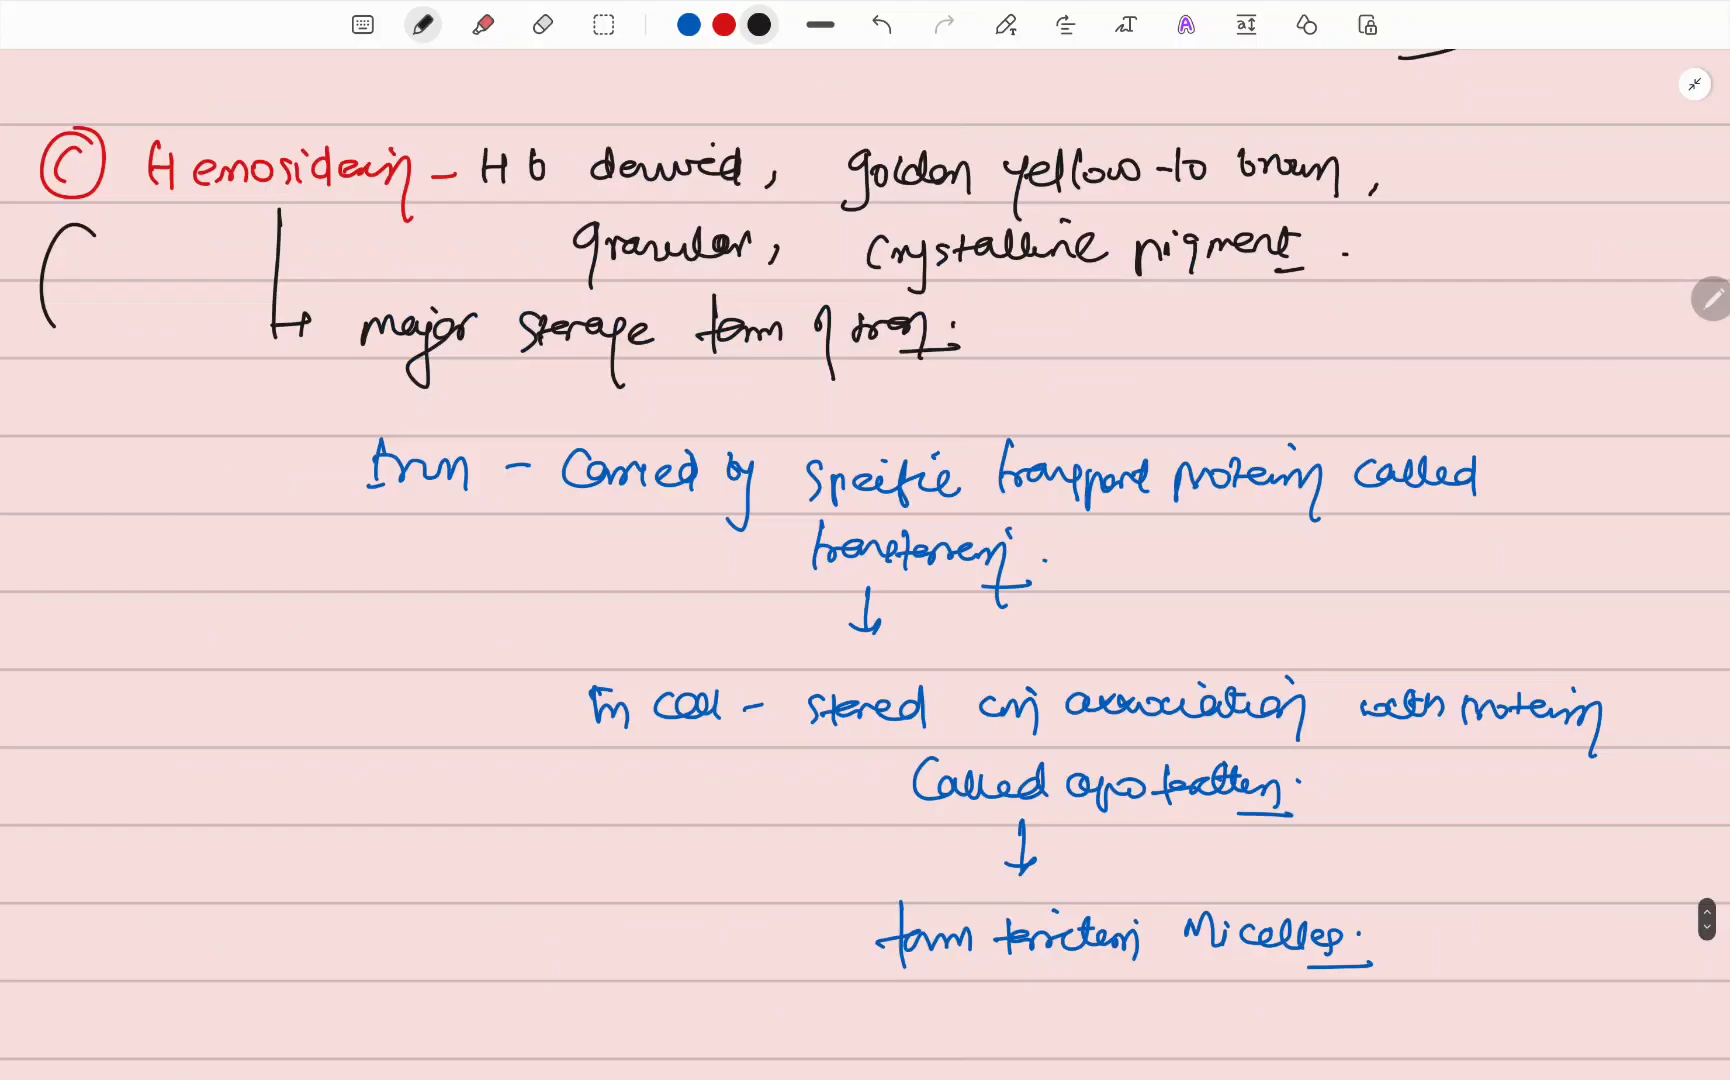 C Hemosiderin - Hb derived, golden yellow-to brown,
granular, crystalline pigment.
↳ major storage form of iron.
Iron - Carried by specific transport protein called
transferrin.
↓
In cell - stored in association with protein
Called apoferritin.
↓
form ferritin Micelles.